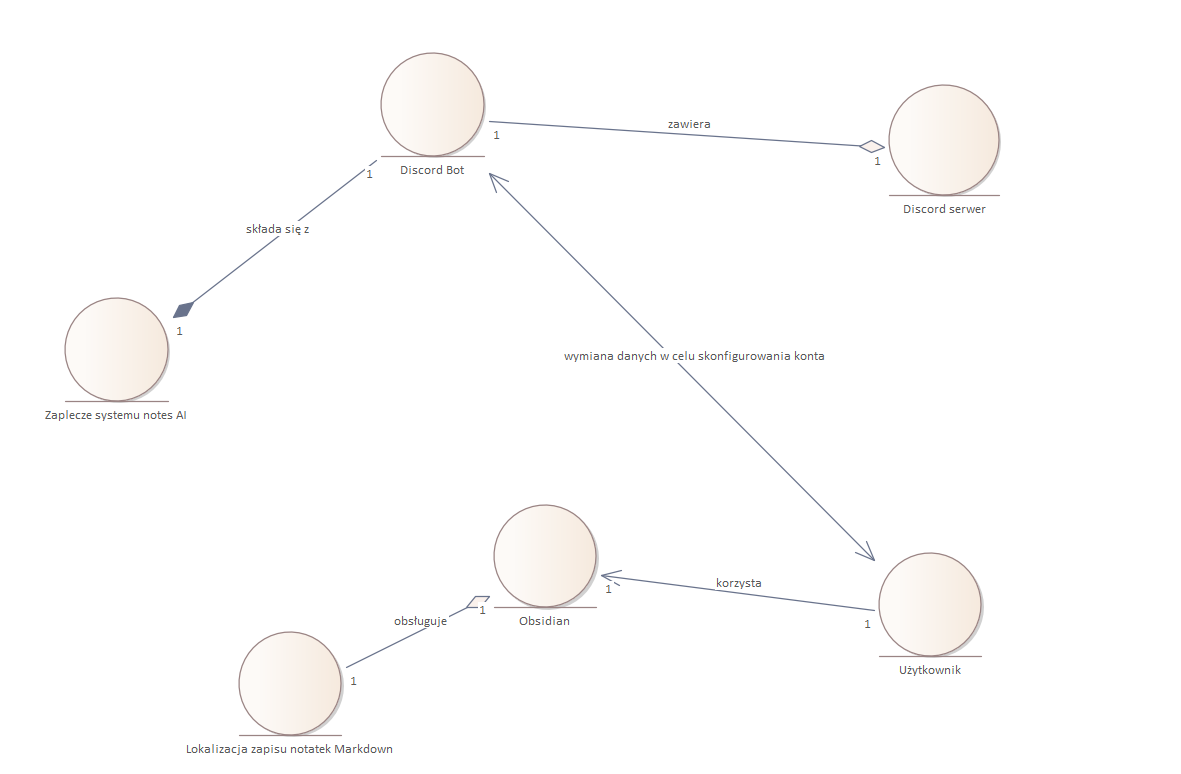 zawiera
1
1
Discord Bot
1
Discord serwer
składa się z
1
Zaplecze systemu notes AI
wymiana danych w celu skonfigurowania konta
korzysta
1
1
Obsidian
1
obsługuje
Użytkownik
1
Lokalizacja zapisu notatek Markdown